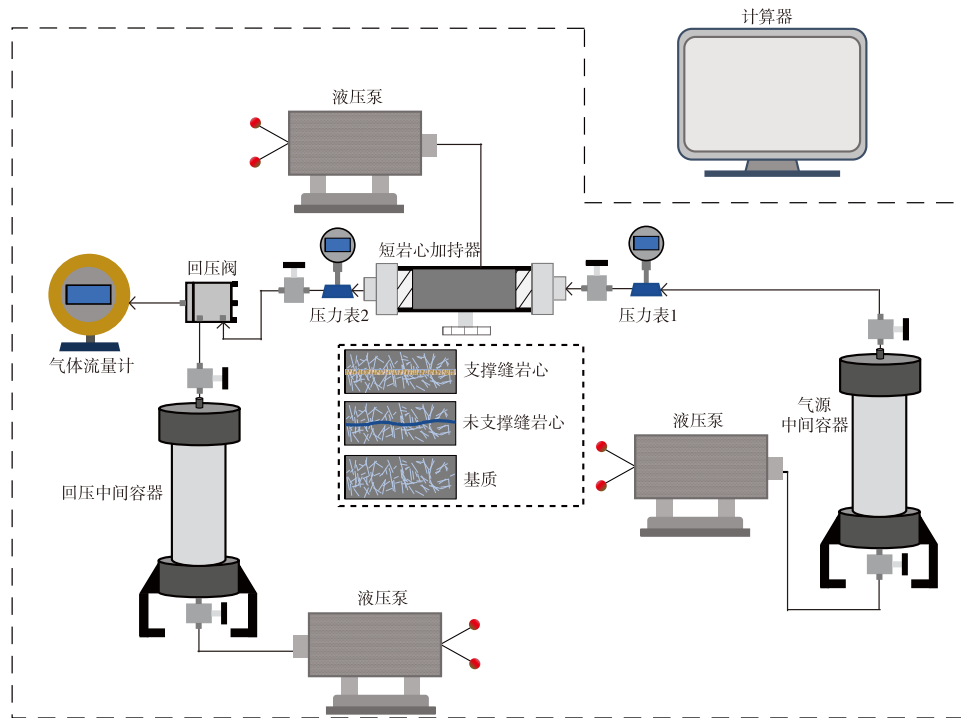 计算器
液压泵
短岩心加持器
回压阀
压力表2
压力表1
气体流量计
支撑缝岩心
未支撑缝岩心
基质
气源
中间容器
液压泵
回压中间容器
液压泵